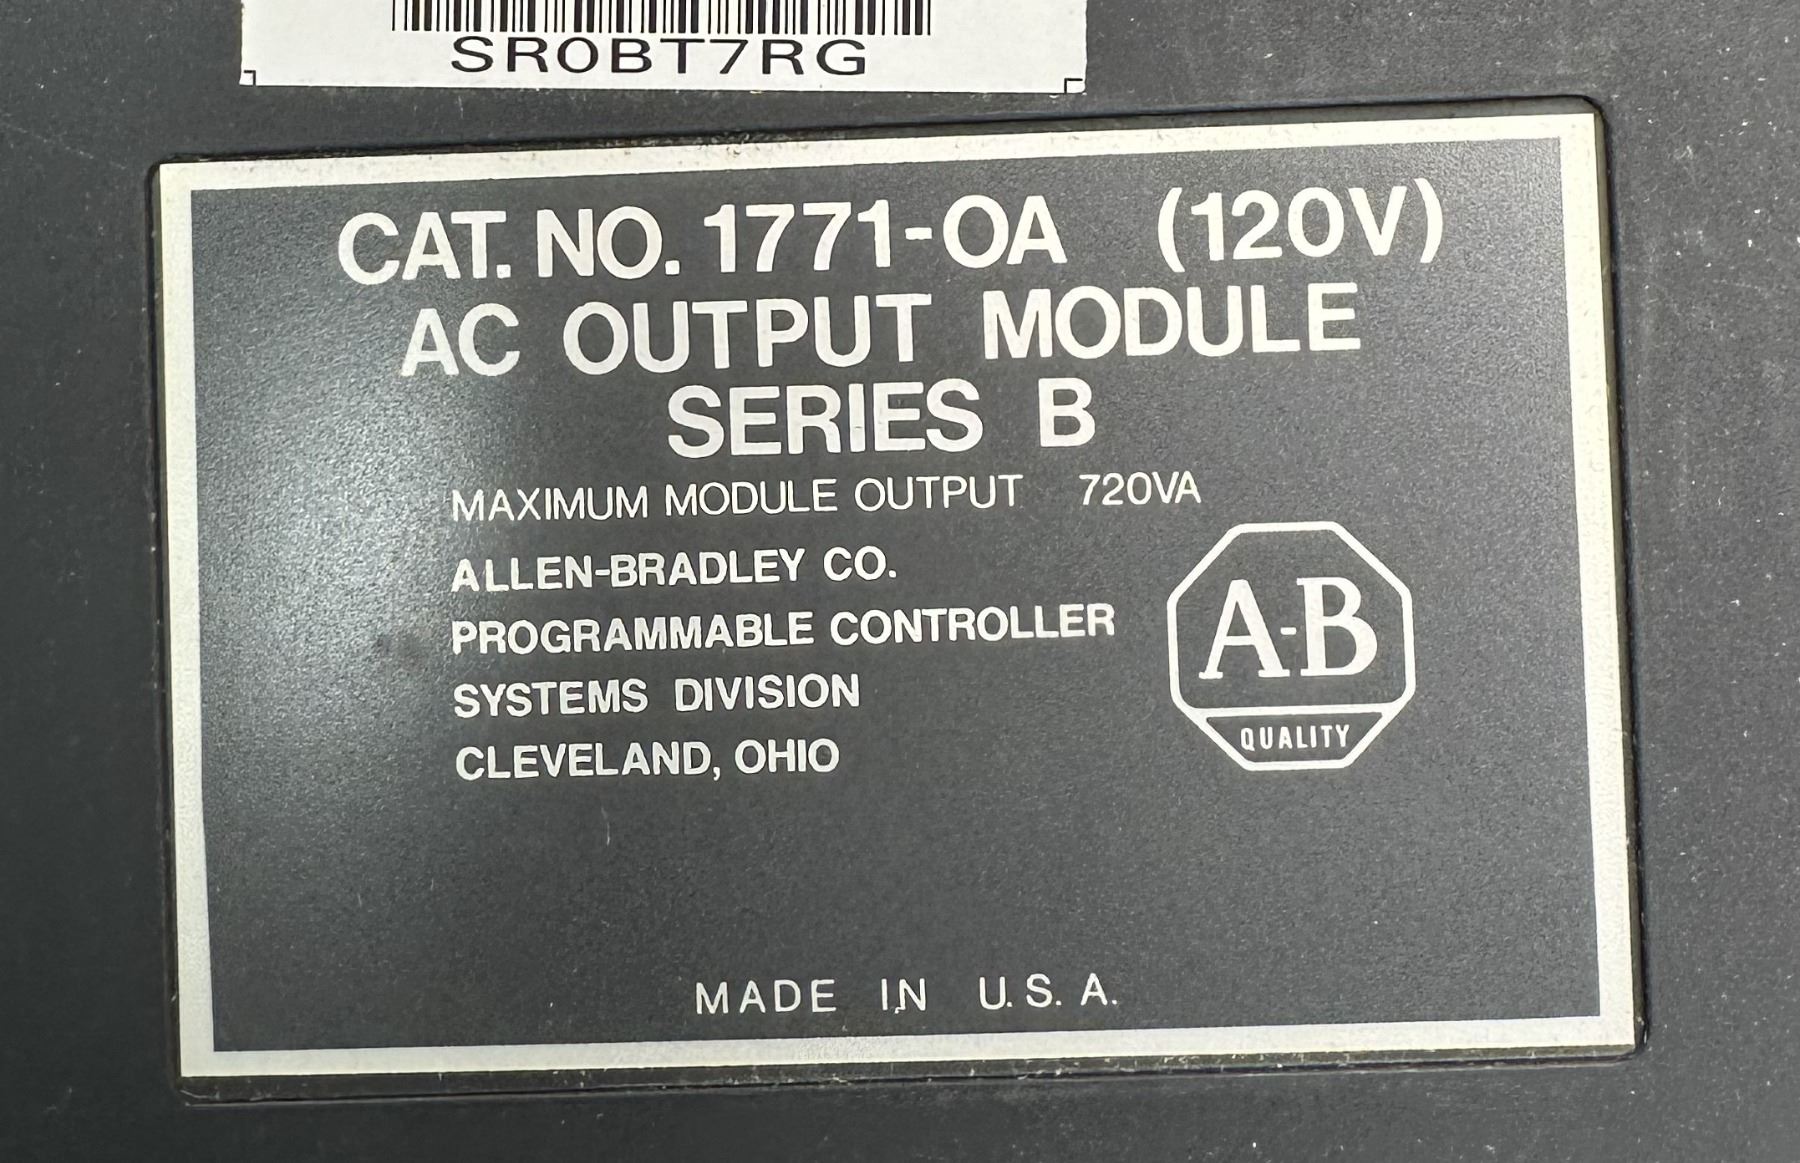 SR0BT7RG
CAT. NO. 1771-OA (120V)
AC OUTPUT MODULE
SERIES B
MAXIMUM MODULE OUTPUT 720VA
ALLEN-BRADLEY CO.
PROGRAMMABLE CONTROLLER
SYSTEMS DIVISION
CLEVELAND, OHIO
A-B
QUALITY
MADE IN U.S.A.